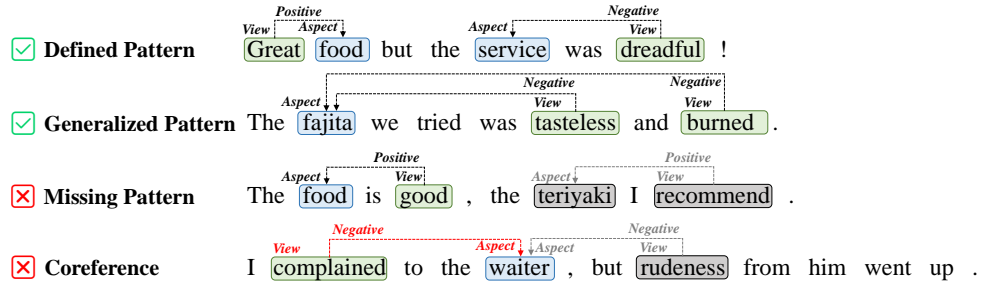 Positive Negative
View Aspect Aspect View
Defined Pattern Great food but the service was dreadful !
Negative
Negative
Aspect View View
Generalized Pattern The fajita we tried was tasteless and burned .
Positive Positive
Aspect View Aspect View
Missing Pattern The food is good , the teriyaki I recommend .
Negative Negative
View Aspect Aspect View
Coreference I complained to the waiter , but rudeness from him went up .